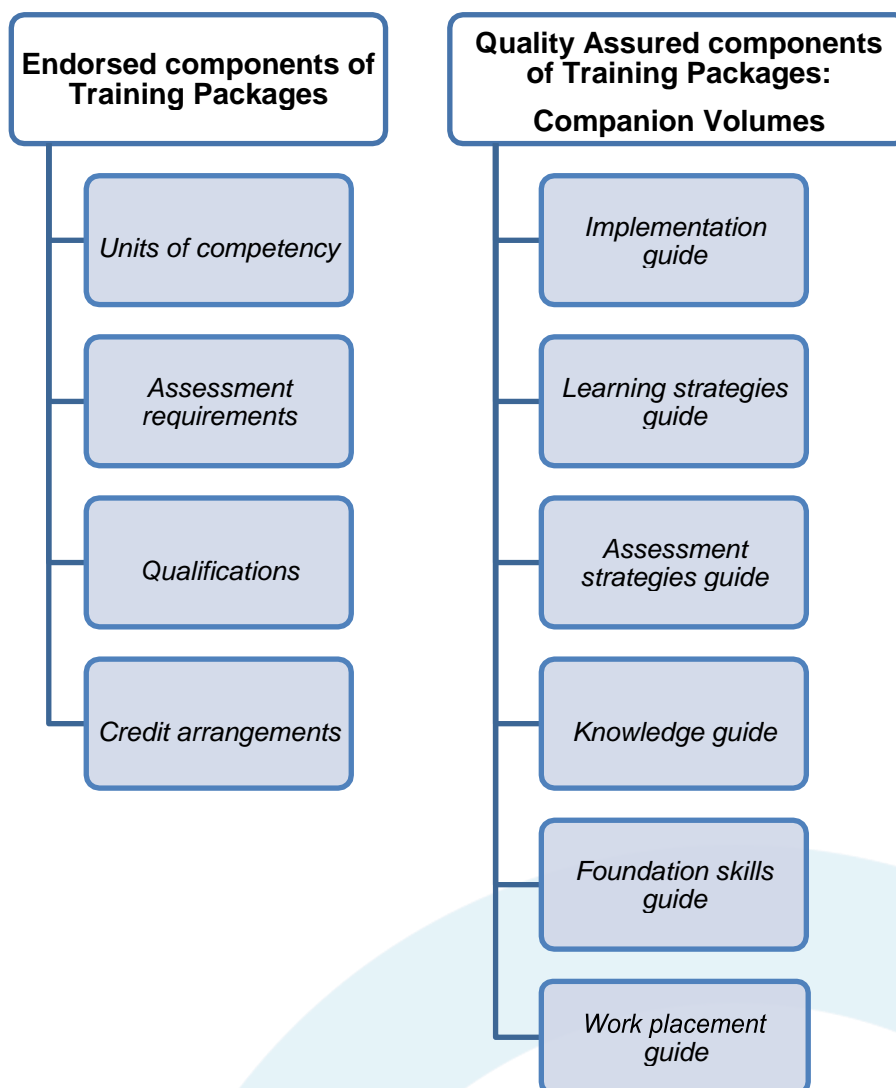 Endorsed components of
Training Packages
Units of competency
Assessment
requirements
Qualifications
Credit arrangements
Quality Assured components
of Training Packages:
Companion Volumes
Implementation
guide
Learning strategies
guide
Assessment
strategies guide
Knowledge guide
Foundation skills
guide
Work placement
guide